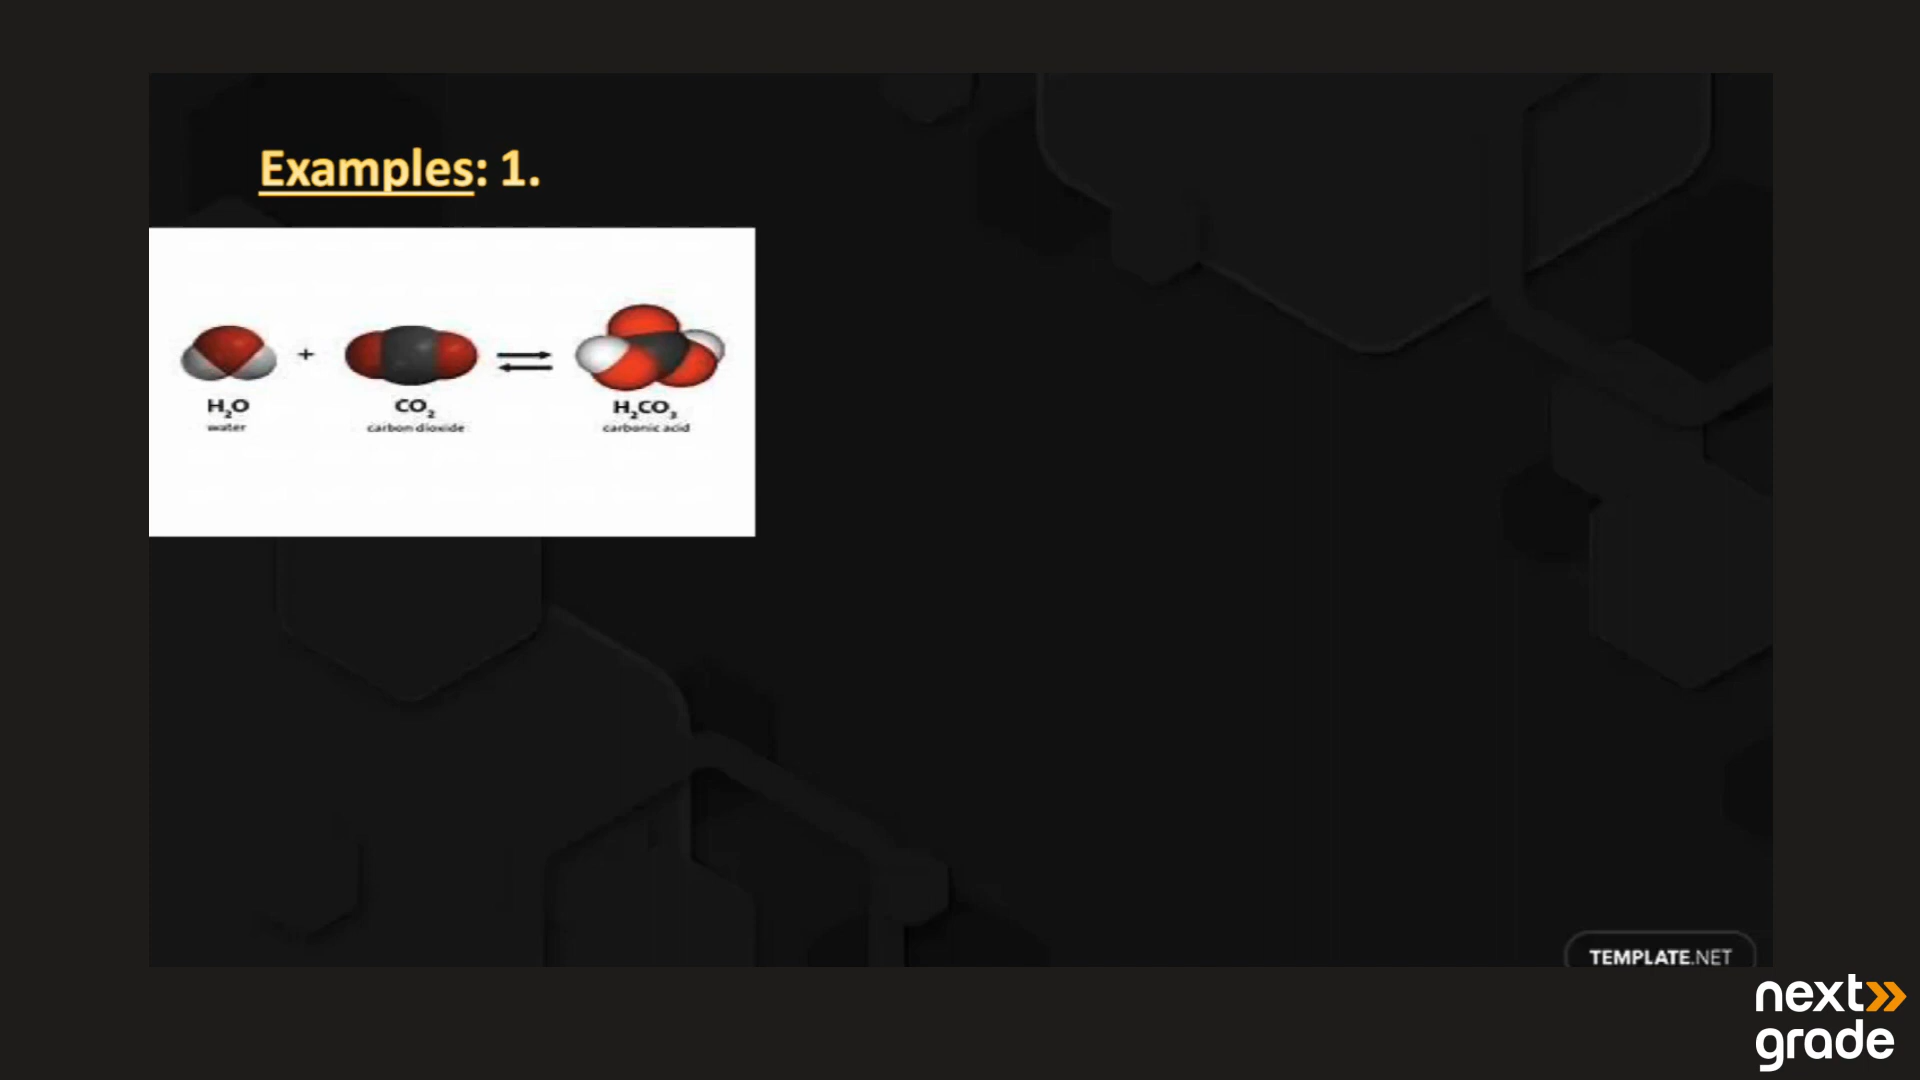 Examples: 1.
+
H₂O
water
CO₂
carbon dioxide
H₂CO₃
carbonic acid
TEMPLATE.NET
next
grade